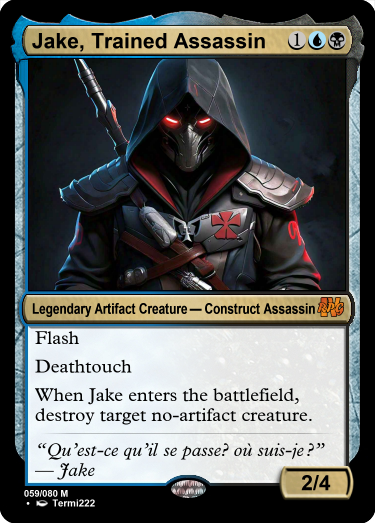 Jake, Trained Assassin 1
Legendary Artifact Creature — Construct Assassin
Flash
Deathtouch
When Jake enters the battlefield,
destroy target no-artifact creature.
“Qu’est-ce qu’il se passe? où suis-je?”
— Jake
2/4
059/080 M
• Termi222